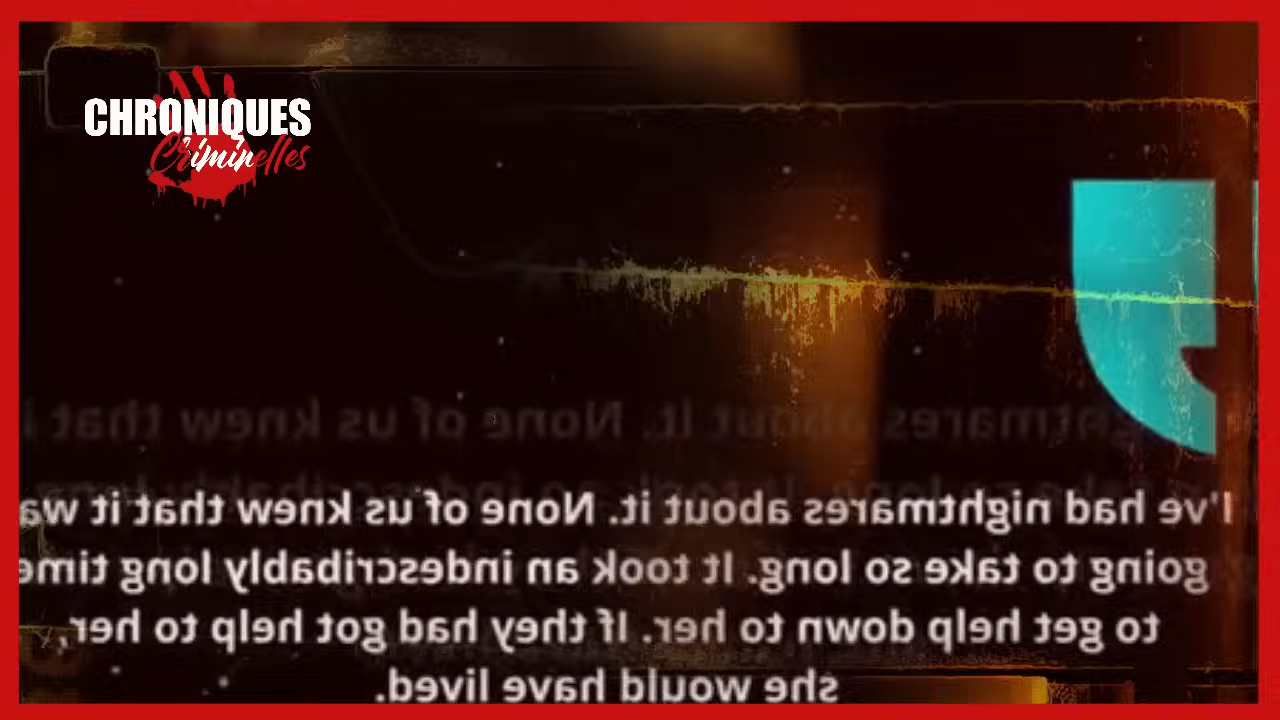 CHRONIQUES
Criminelles
I've had nightmares about it. None of us knew that it wa
going to take so long. It took an indescribably long time
to get help down to her. If they had got help to her,
she would have lived.